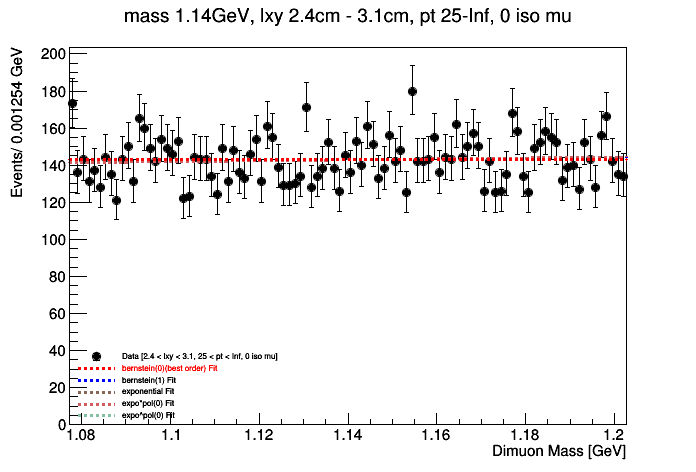 mass 1.14GeV, lxy 2.4cm - 3.1cm, pt 25-Inf, 0 iso mu
Events/ 0.001254 GeV
200
180
160
140
120
100
80
60
40
20
0
Data [2.4 < lxy < 3.1, 25 < pt < Inf, 0 iso mu]
bernstein(0)(best order) Fit
bernstein(1) Fit
exponential Fit
expo*pol(0) Fit
expo^pol(0) Fit
1.08 1.1 1.12 1.14 1.16 1.18 1.2
Dimuon Mass [GeV]